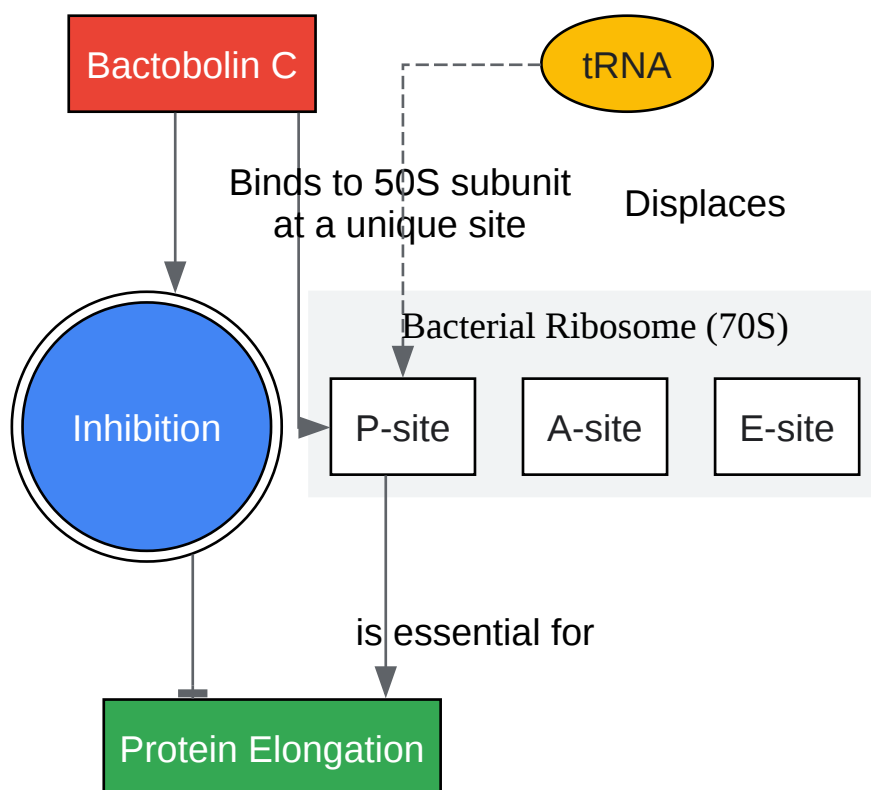 Bactobolin C
tRNA
Binds to 50S subunit
at a unique site
Displaces
Bacterial Ribosome (70S)
Inhibition
P-site
A-site
E-site
is essential for
Protein Elongation